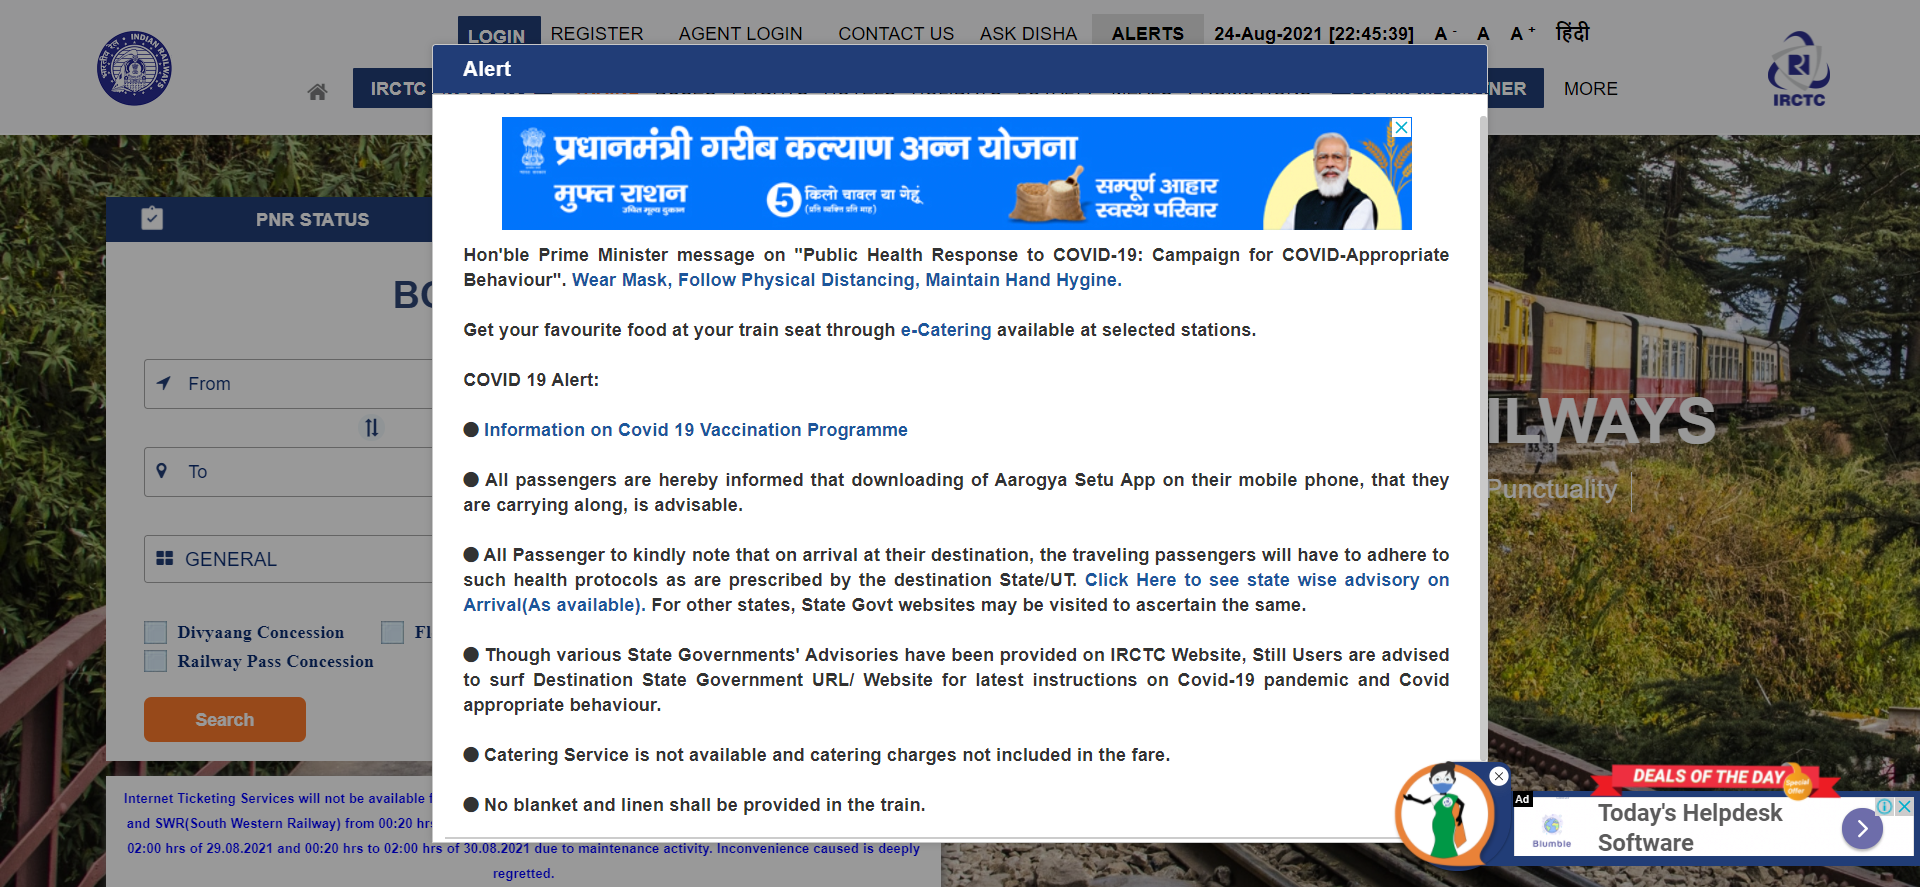 LOGIN REGISTER AGENT LOGIN CONTACT US ASK DISHA ALERTS 24-Aug-2021 [22:45:39] A - A A + हिंदी
INDIAN RAILWAYS
IRCTC
NER MORE
IRCTC
Alert
प्रधानमंत्री गरीब कल्याण अन्न योजना
मुफ्त राशन
उचित मूल्य दुकान
5 किलो चावल या गेहूं
(प्रति व्यक्ति प्रति माह)
सम्पूर्ण आहार
स्वस्थ परिवार
PNR STATUS
From
To
GENERAL
Divyaang Concession
Railway Pass Concession
Search
Hon'ble Prime Minister message on "Public Health Response to COVID-19: Campaign for COVID-Appropriate
Behaviour". Wear Mask, Follow Physical Distancing, Maintain Hand Hygine.
Get your favourite food at your train seat through e-Catering available at selected stations.
COVID 19 Alert:
● Information on Covid 19 Vaccination Programme
● All passengers are hereby informed that downloading of Aarogya Setu App on their mobile phone, that they
are carrying along, is advisable.
● All Passenger to kindly note that on arrival at their destination, the traveling passengers will have to adhere to
such health protocols as are prescribed by the destination State/UT. Click Here to see state wise advisory on
Arrival(As available). For other states, State Govt websites may be visited to ascertain the same.
● Though various State Governments' Advisories have been provided on IRCTC Website, Still Users are advised
to surf Destination State Government URL/ Website for latest instructions on Covid-19 pandemic and Covid
appropriate behaviour.
● Catering Service is not available and catering charges not included in the fare.
● No blanket and linen shall be provided in the train.
ILWAYS
Punctuality
Internet Ticketing Services will not be available f
and SWR(South Western Railway) from 00:20 hrs
02:00 hrs of 29.08.2021 and 00:20 hrs to 02:00 hrs of 30.08.2021 due to maintenance activity. Inconvenience caused is deeply
regretted.
DEALS OF THE DAY
Special
Offer
Ad
Today's Helpdesk
Software
Blumble